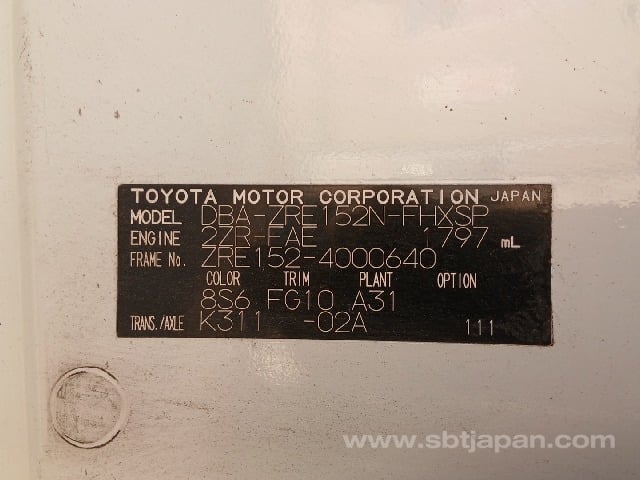 TOYOTA MOTOR CORPORATION JAPAN
MODEL DBA-ZRE152N-FHXSP
ENGINE 2ZR-FAE 1797 mL
FRAME No. ZRE152-4000640
COLOR TRIM PLANT OPTION
8S6 FG10 A31
TRANS./AXLE K311 -02A 111
www.sbtjapan.com